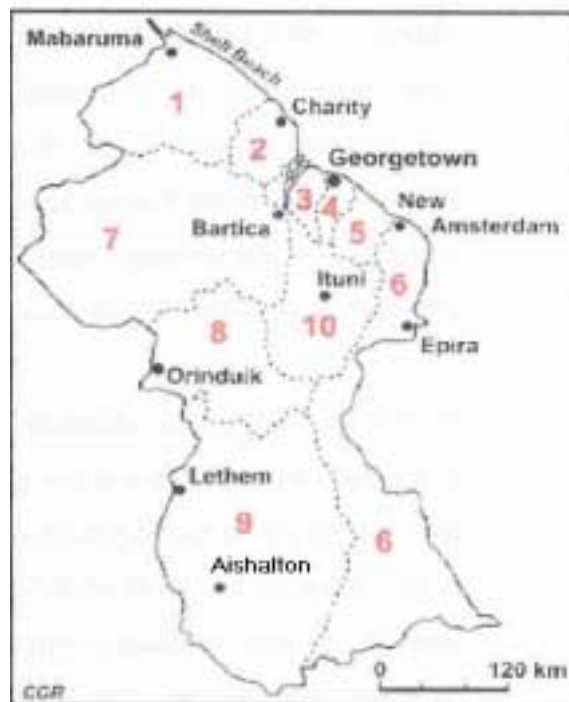 Mabaruma
Shell Beach
1
Charity
2
Georgetown
3
4
New
Amsterdam
5
Bartica
7
Ituni
6
10
8
Epira
Orinduik
Lethem
9
6
Aishalton
0 120 km
CGR